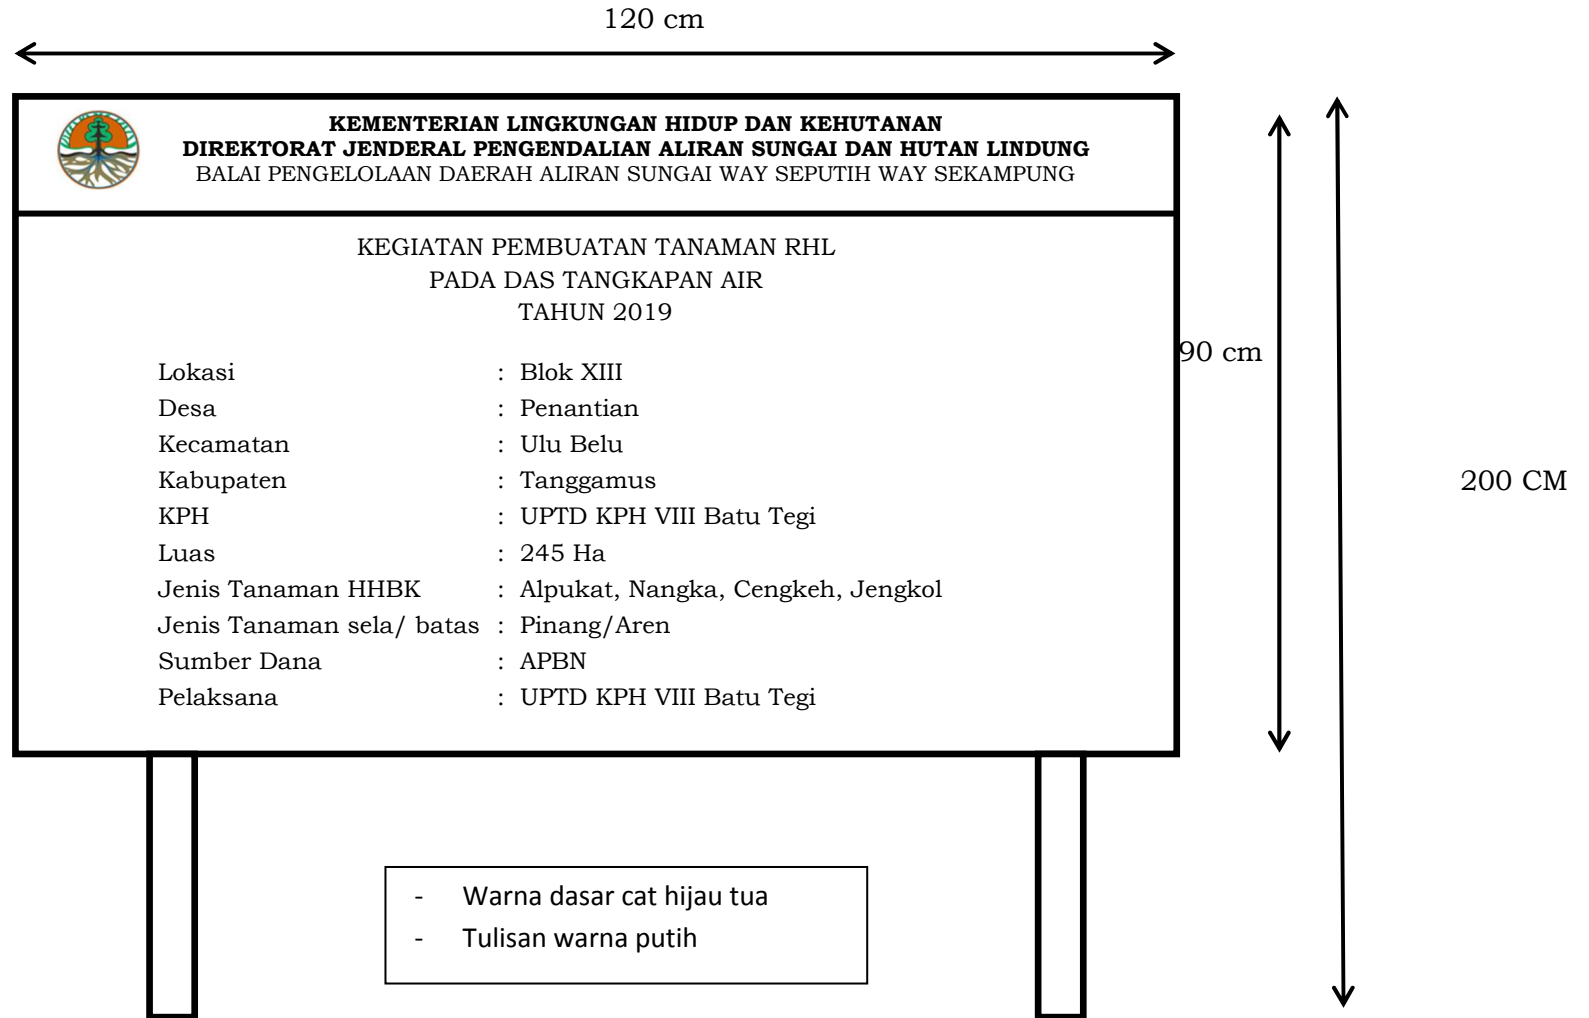 120 cm
KEMENTERIAN LINGKUNGAN HIDUP DAN KEHUTANAN
DIREKTORAT JENDERAL PENGENDALIAN ALIRAN SUNGAI DAN HUTAN LINDUNG
BALAI PENGELOLAAN DAERAH ALIRAN SUNGAI WAY SEPUTIH WAY SEKAMPUNG
KEGIATAN PEMBUATAN TANAMAN RHL
PADA DAS TANGKAPAN AIR
TAHUN 2019
Lokasi : Blok XIII
Desa : Penantian
Kecamatan : Ulu Belu
Kabupaten : Tanggamus
KPH : UPTD KPH VIII Batu Tegi
Luas : 245 Ha
Jenis Tanaman HHBK : Alpukat, Nangka, Cengkeh, Jengkol
Jenis Tanaman sela/ batas : Pinang/Aren
Sumber Dana : APBN
Pelaksana : UPTD KPH VIII Batu Tegi
90 cm
200 CM
- Warna dasar cat hijau tua
- Tulisan warna putih